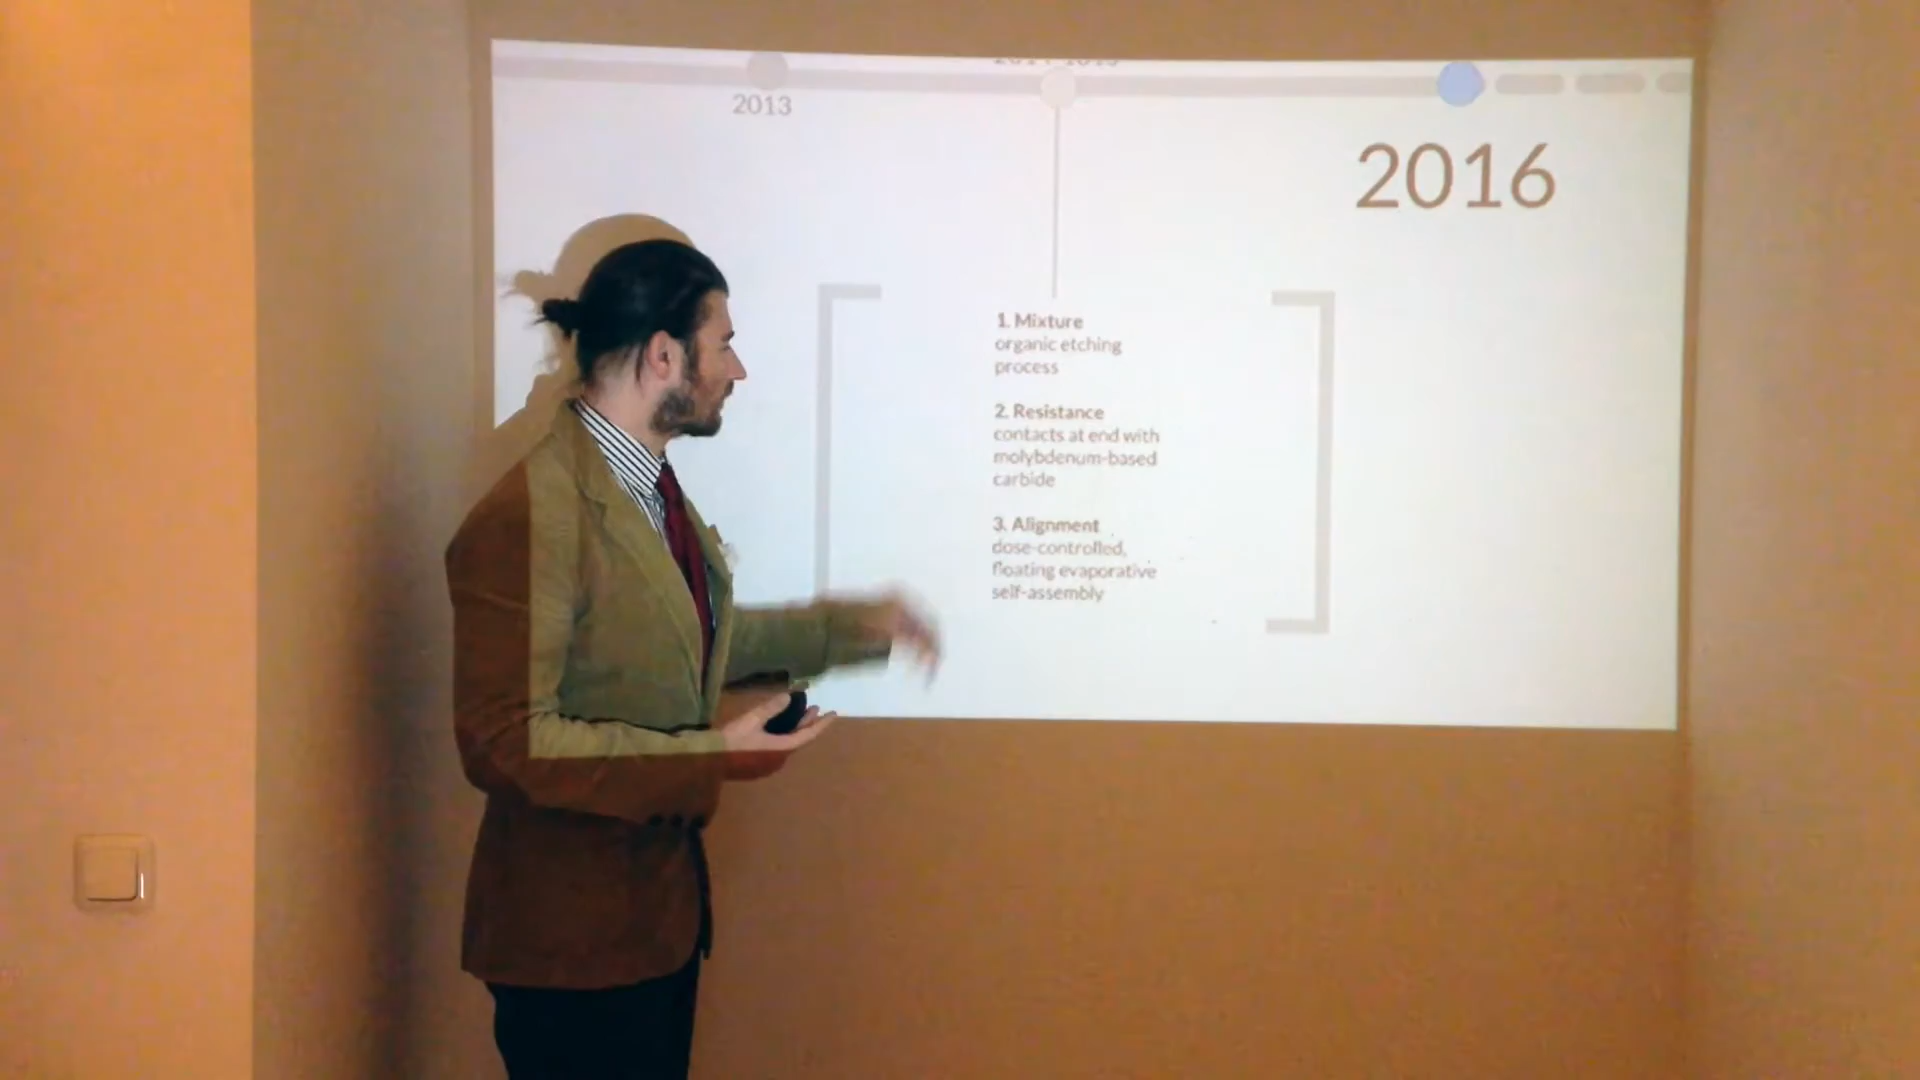 2013
2016
1. Mixture
organic etching
process
2. Resistance
contacts at end with
molybdenum-based
carbide
3. Alignment
dose-controlled,
floating evaporative
self-assembly